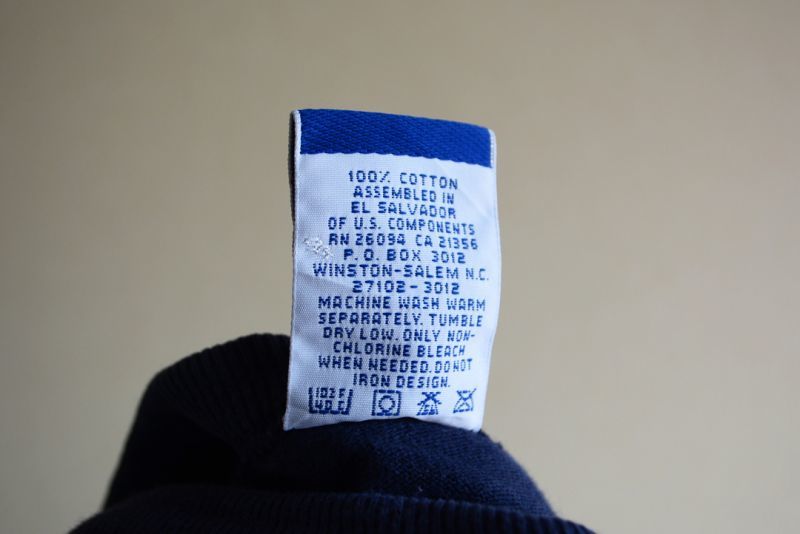 100% COTTON
ASSEMBLED IN
EL SALVADOR
OF U.S. COMPONENTS
RN 26094 CA 21356
P.O. BOX 3012
WINSTON-SALEM N.C.
27102-3012
MACHINE WASH WARM
SEPARATELY. TUMBLE
DRY LOW. ONLY NON-
CHLORINE BLEACH
WHEN NEEDED. DO NOT
IRON DESIGN.